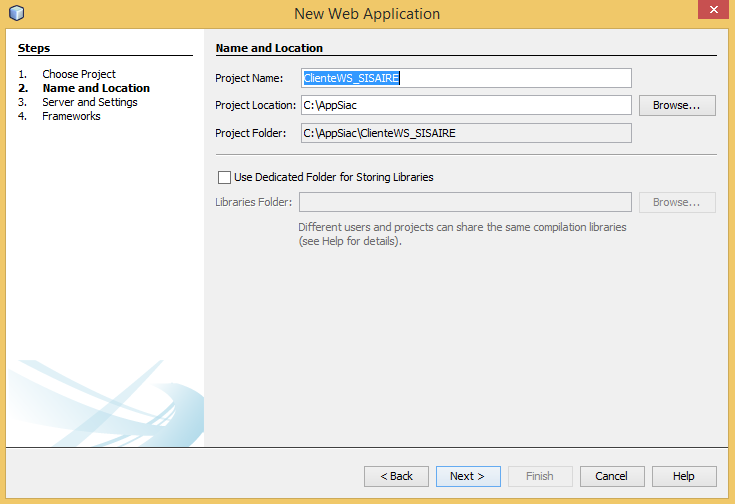 New Web Application
Steps
1. Choose Project
2. Name and Location
3. Server and Settings
4. Frameworks
Name and Location
Project Name: ClienteWS_SISAIRE
Project Location: C:\AppSiac Browse...
Project Folder: C:\AppSiac\ClienteWS_SISAIRE
Use Dedicated Folder for Storing Libraries
Libraries Folder: Browse...
Different users and projects can share the same compilation libraries
(see Help for details).
< Back Next > Finish Cancel Help